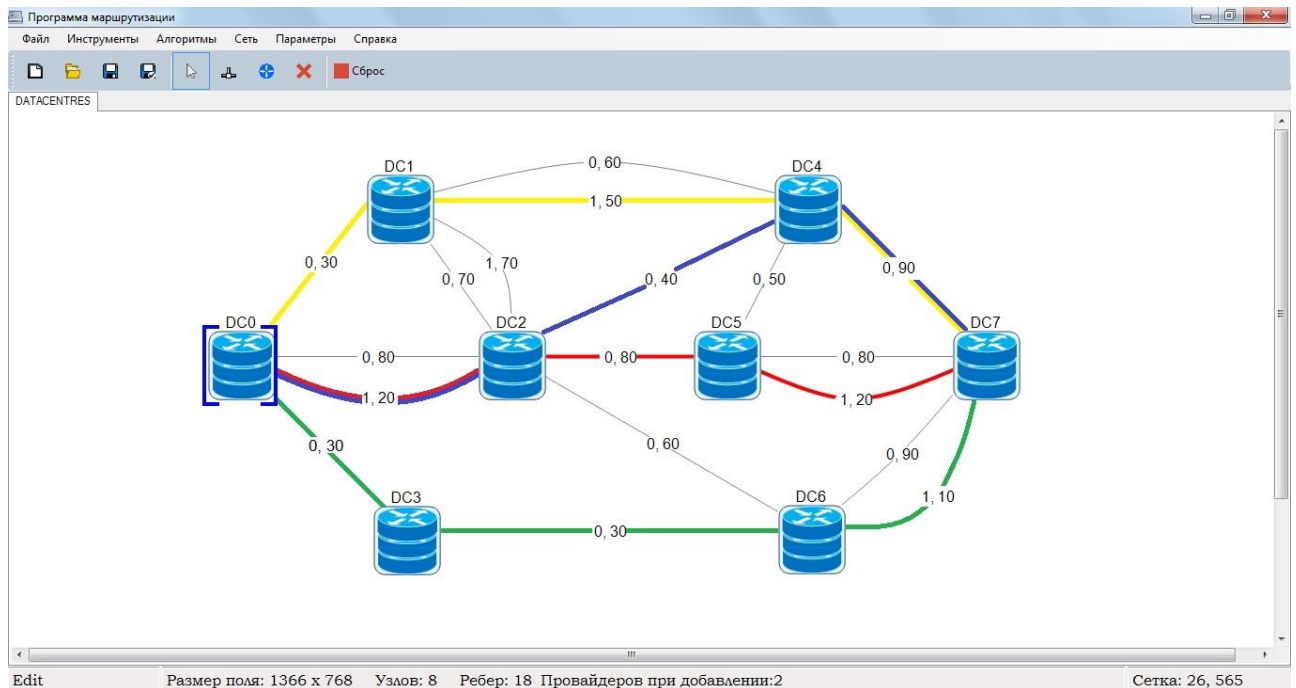 Программа маршрутизации
Файл Инструменты Алгоритмы Сеть Параметры Справка
Сброс
DATACENTRES
DC1 0, 60 DC4
1, 50
0, 30 0, 70 1, 70 0, 40 0, 50 0, 90
DC0 DC2 DC5 DC7
0, 80 0, 80 0, 80
1, 20 1, 20
0, 30 0, 60 0, 90
DC3 DC6 1, 10
0, 30
Edit Размер поля: 1366 x 768 Узлов: 8 Ребер: 18 Провайдеров при добавлении:2 Сетка: 26, 565